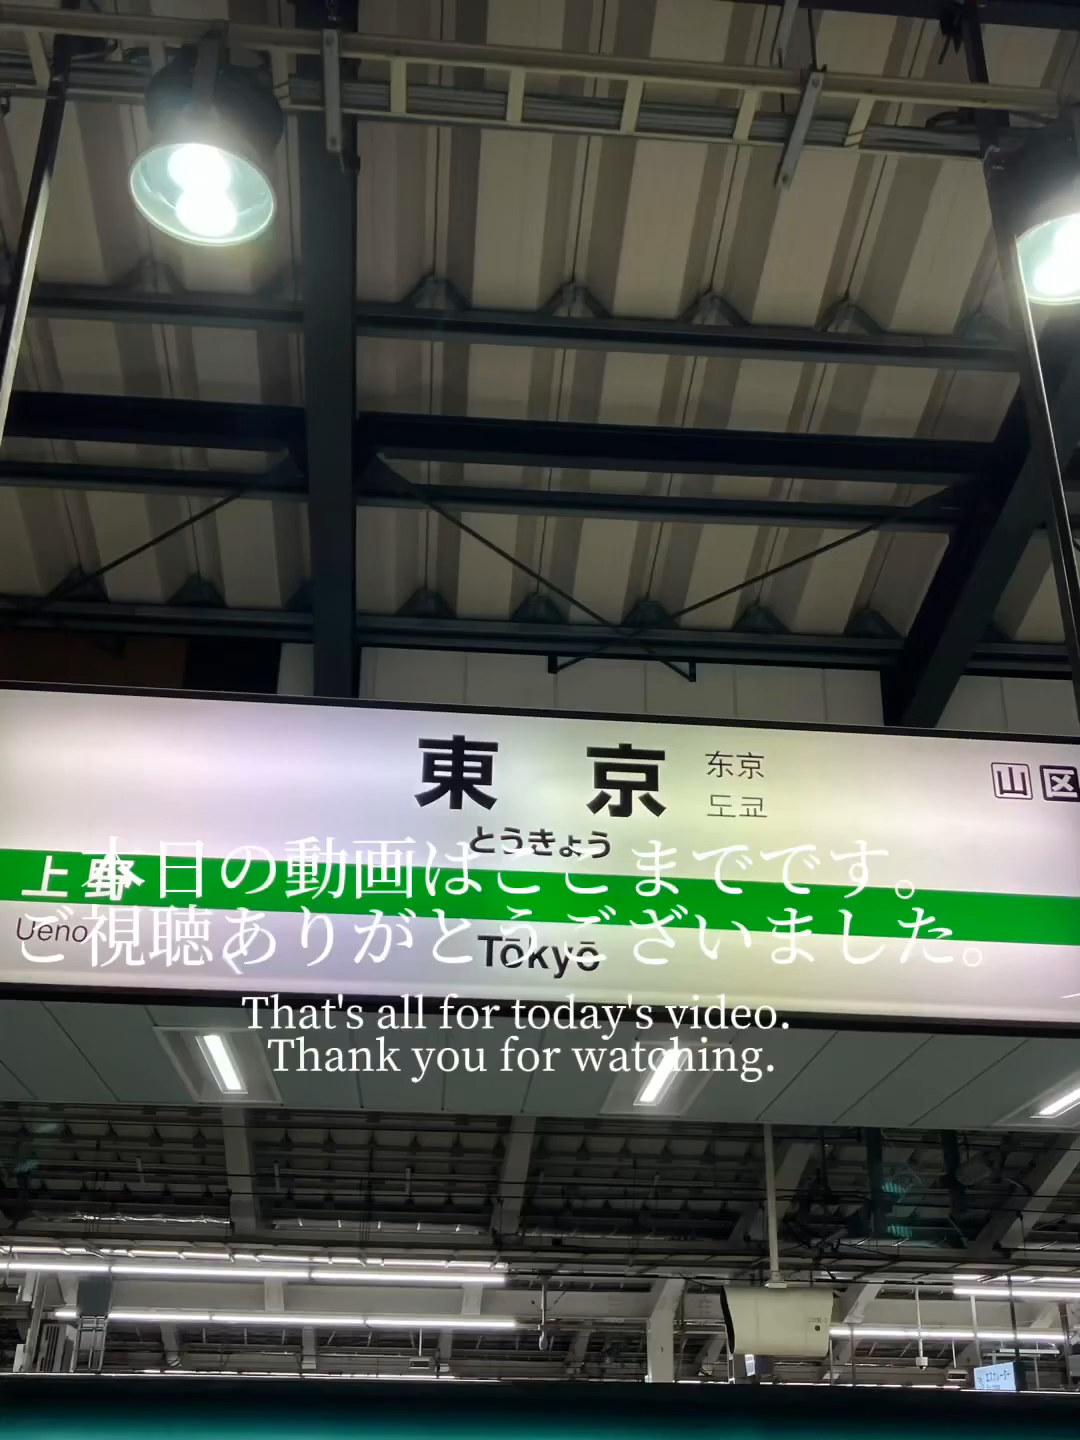 東京
东京
도쿄
山 区
とうきょう
上野
Ueno
Tōkyō
本日の動画はここまでです。
ご視聴ありがとうございました。
That's all for today's video.
Thank you for watching.